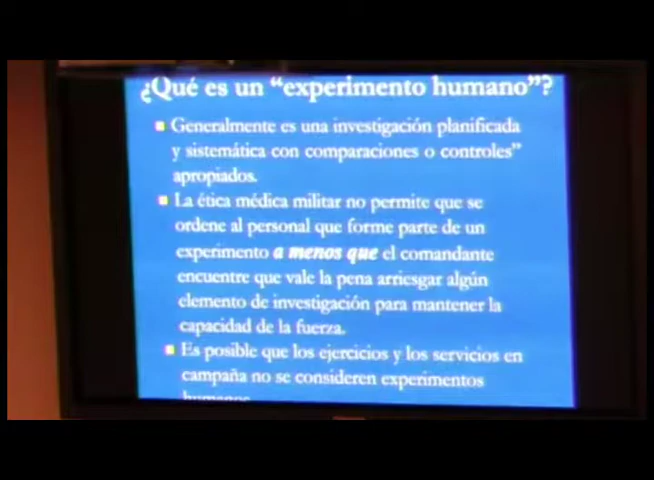 ¿Qué es un “experimento humano”?
Generalmente es una investigación planificada
y sistemática con comparaciones o controles”
apropiados.
La ética médica militar no permite que se
ordene al personal que forme parte de un
experimento a menos que el comandante
encuentre que vale la pena arriesgar algún
elemento de investigación para mantener la
capacidad de la fuerza.
Es posible que los ejercicios y los servicios en
campaña no se consideren experimentos
humanos.